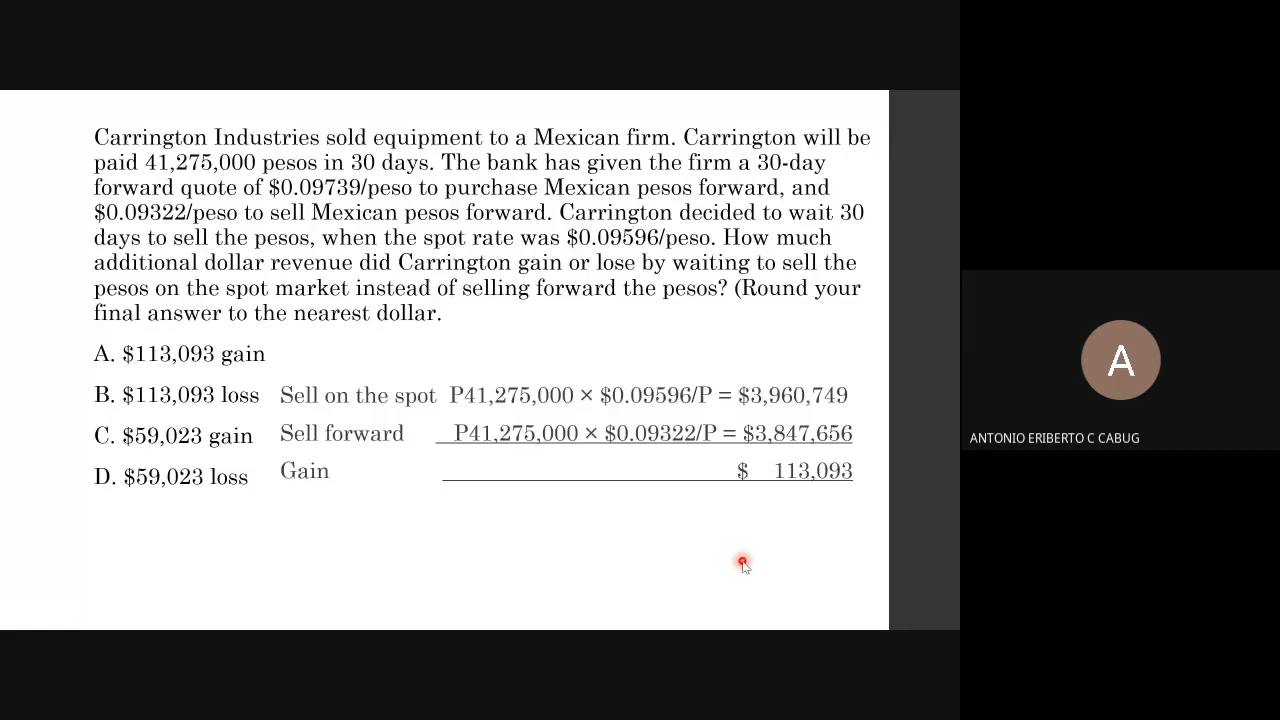 Carrington Industries sold equipment to a Mexican firm. Carrington will be
paid 41,275,000 pesos in 30 days. The bank has given the firm a 30-day
forward quote of $0.09739/peso to purchase Mexican pesos forward, and
$0.09322/peso to sell Mexican pesos forward. Carrington decided to wait 30
days to sell the pesos, when the spot rate was $0.09596/peso. How much
additional dollar revenue did Carrington gain or lose by waiting to sell the
pesos on the spot market instead of selling forward the pesos? (Round your
final answer to the nearest dollar.
A. $113,093 gain
B. $113,093 loss Sell on the spot P41,275,000 × $0.09596/P = $3,960,749
C. $59,023 gain Sell forward P41,275,000 × $0.09322/P = $3,847,656
D. $59,023 loss Gain $ 113,093
A
ANTONIO ERIBERTO C CABUG